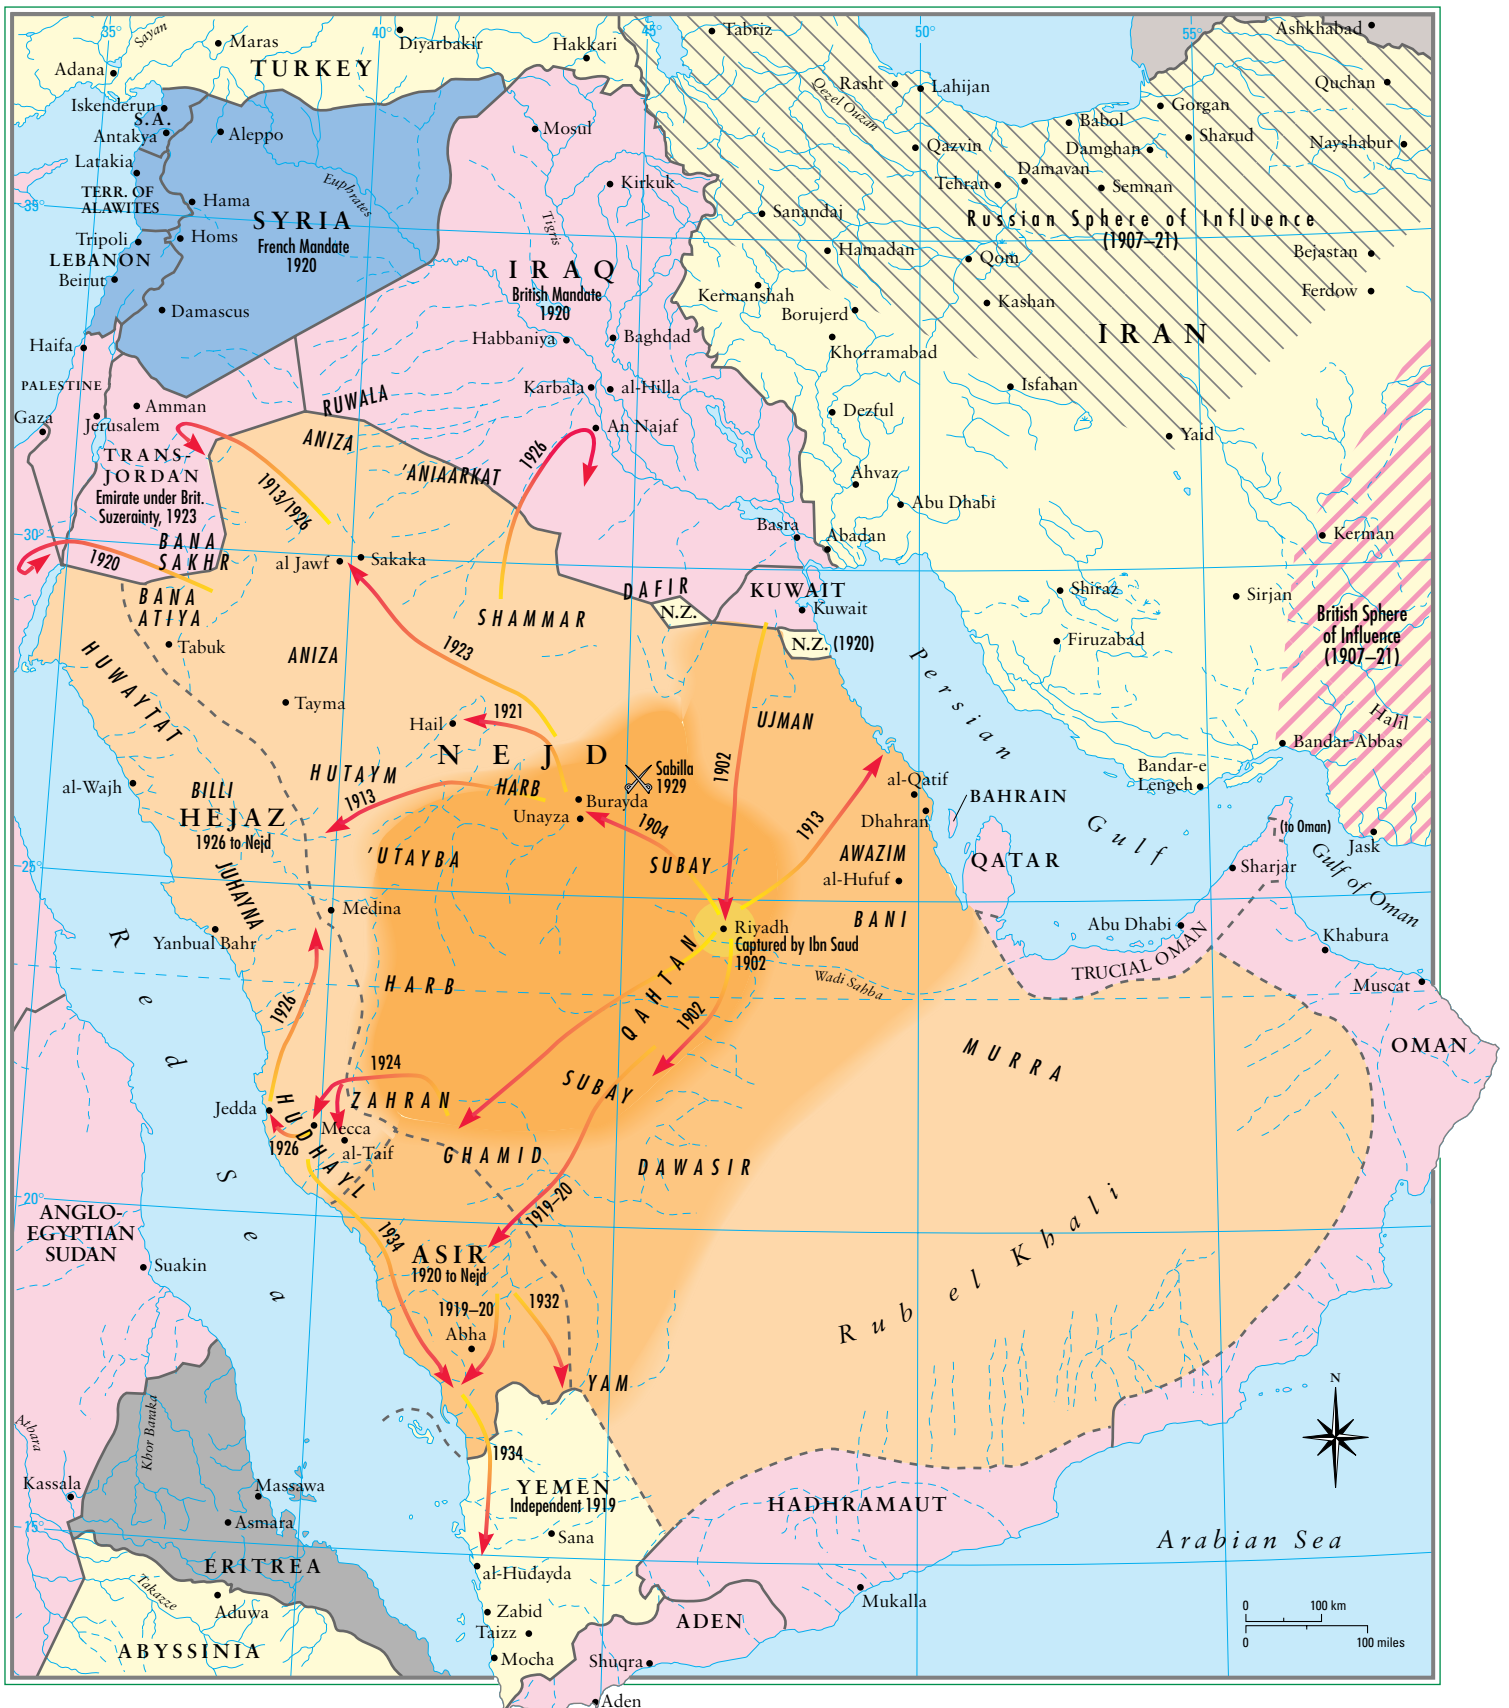 35°
40°
45°
50°
55°
Sayan
Maras
Diyarbakir
Hakkari
Tabriz
Ashkhabad
Adana
TURKEY
Rasht
Lahijan
Quchan
Iskenderun
S.A.
Antakya
Aleppo
Mosul
Oezel Ouzan
Babol
Gorgan
Qazvin
Damghan
Sharud
Nayshabur
Latakia
TERR. OF
ALAWITES
Hama
Euphrates
Kirkuk
Tehran
Damavan
Semnan
35°
SYRIA
French Mandate
1920
Tigris
Sanandaj
Russian Sphere of Influence
(1907–21)
Tripoli
Homs
LEBANON
Beirut
Hamadan
Qom
Bejastan
IRAQ
British Mandate
1920
Kermanshah
Borujerd
Kashan
Ferdow
Damascus
Haifa
Habbaniya
Baghdad
Khorramabad
IRAN
PALESTINE
Karbala
al-Hilla
Isfahan
Gaza
Amman
Jerusalem
RUWALA
An Najaf
Dezful
Yaid
ANIZA
'ANIAARKAT
1926
TRANS-
JORDAN
Emirate under Brit.
Suzerainty, 1923
1913/1926
Ahvaz
Abu Dhabi
30°
BANA
SAKHR
1920
Basra
Abadan
Kerman
al Jawf
Sakaka
BANA
ATIYA
DAFIR
KUWAIT
Kuwait
Shiraz
Sirjan
SHAMMAR
N.Z.
N.Z. (1920)
Firuzabad
British Sphere
of Influence
(1907–21)
Tabuk
HUWAYTAT
ANIZA
1923
Persian
Gulf
Tayma
Hail
1921
UJMAN
Halil
NEJD
1902
Bandar-Abbas
Sabilla
1929
al-Wajh
BILLI
HUTAYM
HARB
1913
Burayda
Unayza
al-Qatif
BAHRAIN
Bandar-e
Lengeh
HEJAZ
1926 to Nejd
1904
1913
Dhahran
(to Oman)
Jask
'UTAYBA
SUBAY
AWAZIM
QATAR
Gulf of Oman
Sharjar
25°
JUHAYNA
al-Hufuf
Medina
BANI
Yanbual Bahr
Riyadh
Captured by Ibn Saud
1902
Abu Dhabi
Khabura
TRUCIAL OMAN
Red Sea
HARB
QAHTAN
Wadi Sabba
Muscat
1926
1902
OMAN
MURRA
1924
SUBAY
Jedda
ZAHRAN
HUDHAYL
Mecca
1926
al-Taif
GHAMID
DAWASIR
20°
ANGLO-
EGYPTIAN
SUDAN
1934
1919–20
Rub el Khali
ASIR
1920 to Nejd
Suakin
1919–20
1932
Abha
YAM
N
Atbara
Khor Baraka
1934
Kassala
Massawa
YEMEN
Independent 1919
HADHRAMAUT
15°
Asmara
Sana
Arabian Sea
ERITREA
al-Hudayda
Takazze
Aduwa
Zabid
Mukalla
Taizz
ADEN
0 100 km
0 100 miles
ABYSSINIA
Mocha
Shuqra
Aden